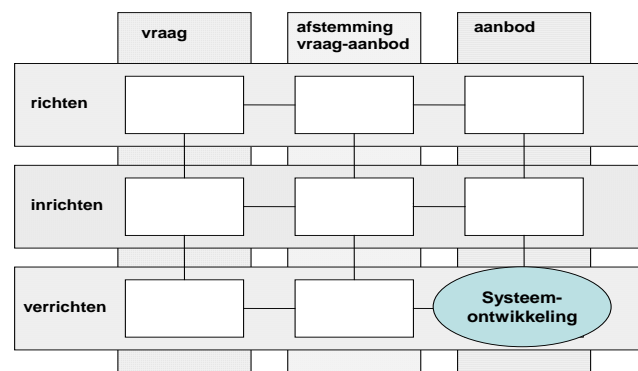 vraag
afstemming
vraag-aanbod
aanbod
richten
inrichten
verrichten
Systeem-
ontwikkeling